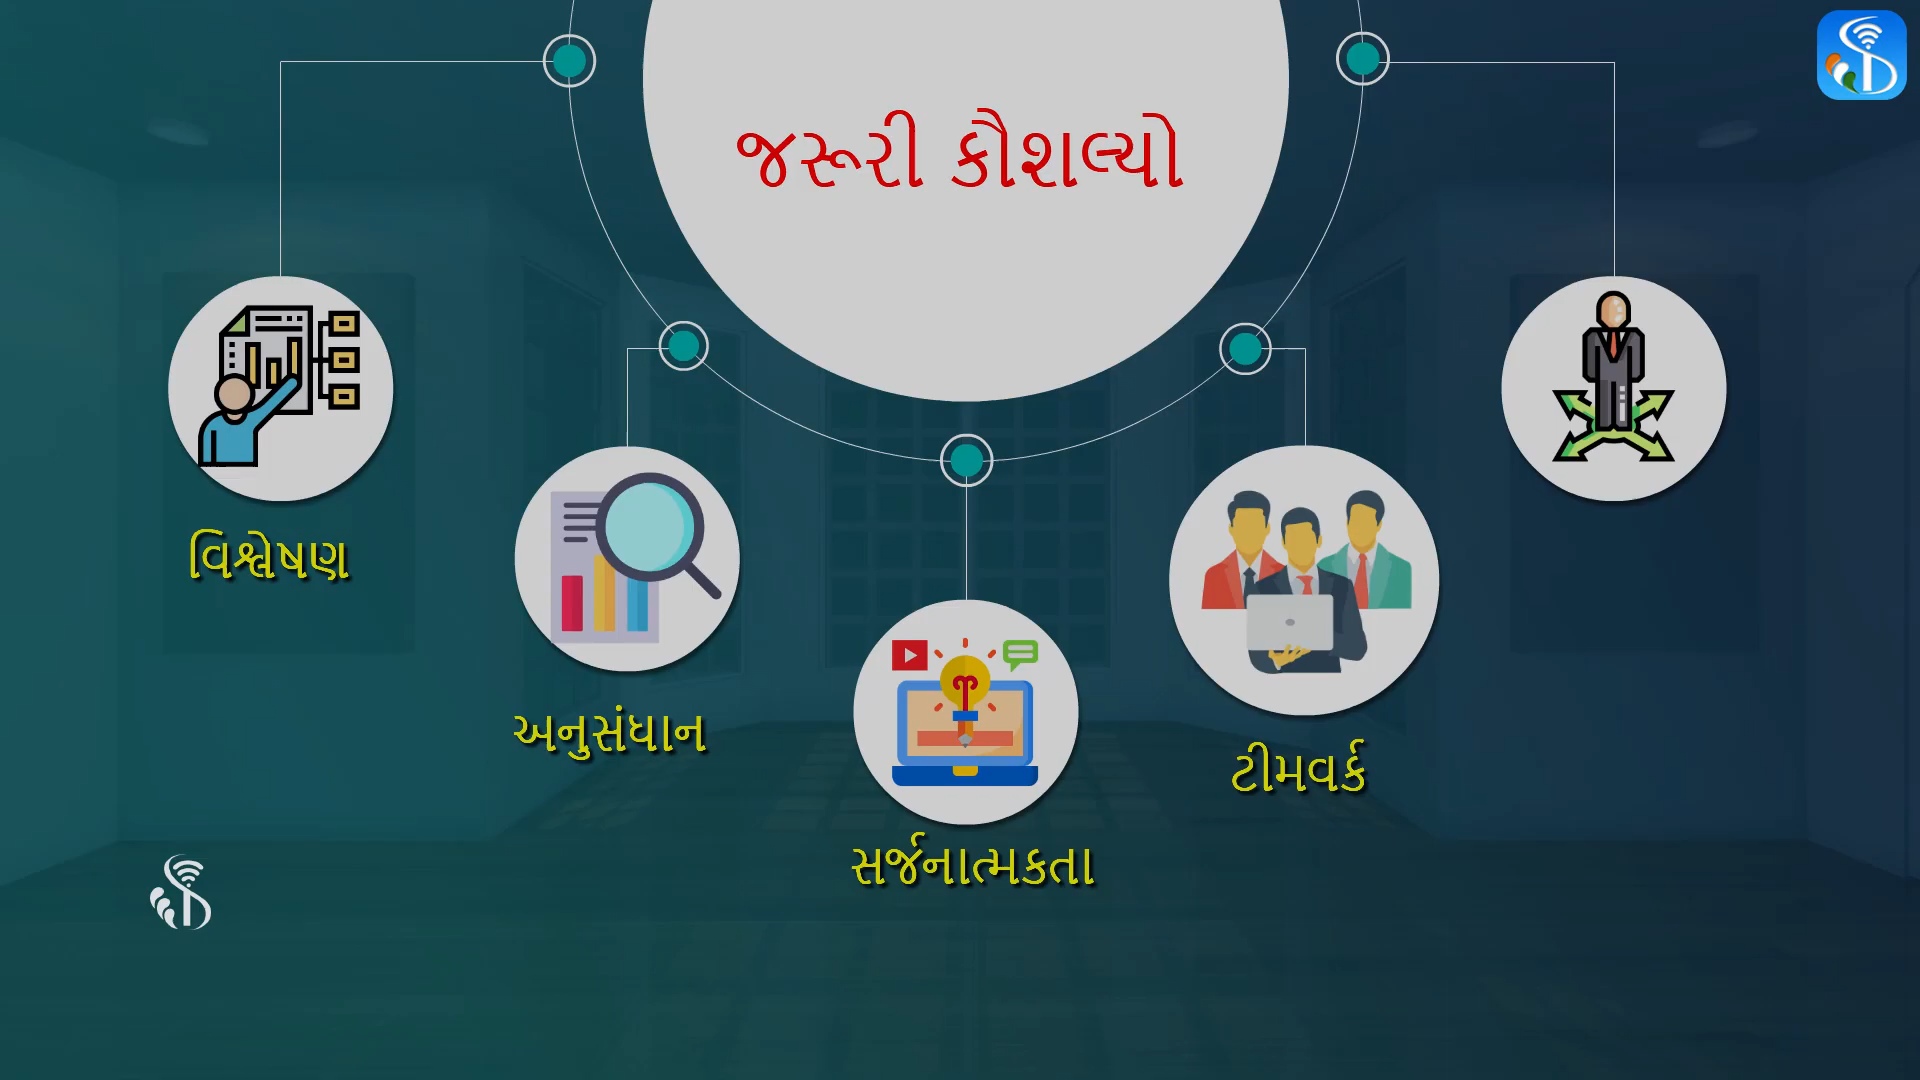 જરૂરી કૌશલ્યો
વિશ્લેષણ
અનુસંધાન
સર્જનાત્મકતા
ટીમવર્ક